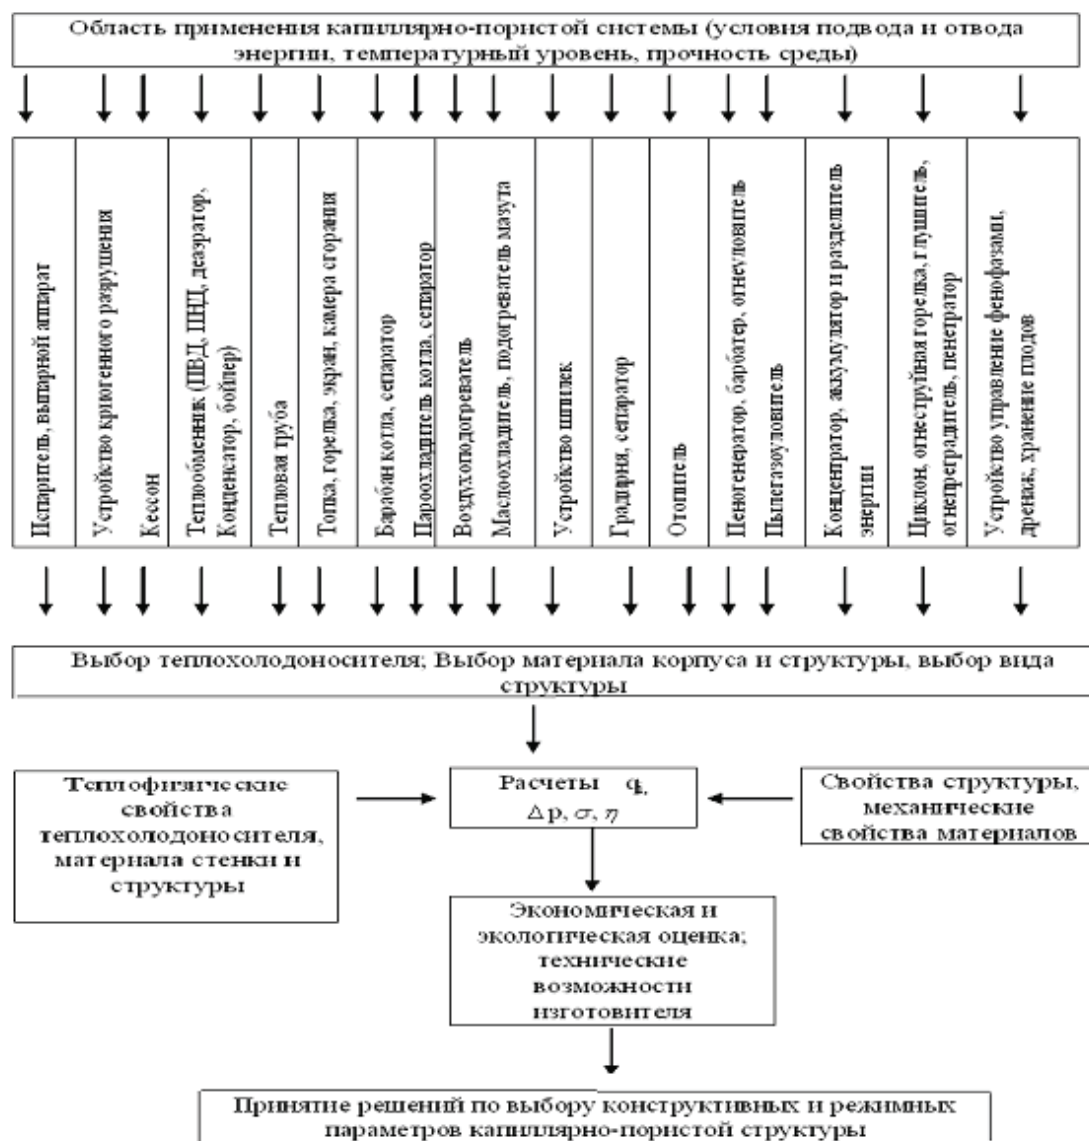 Область применения капиллярно-пористой системы (условия подвода и отвода
энергии, температурный уровень, прочность среды)
Испаритель, выпарной аппарат
Устройство криогенного разрушения
Кессон
Теплообменник (ПВД, ПНД, деаэратор,
Конденсатор, бойлер)
Тепловая труба
Топка, горелка, экран, камера сгорания
Барабан котла, сепаратор
Пароохладитель котла, сепаратор
Воздухоподогреватель
Маслоохладитель, подогреватель мазута
Устройство шпилек
Градирня, сепаратор
Отопитель
Пеногенератор, барбатер, огнеуловитель
Пылегазоуловитель
Концентратор, аккумулятор и разделитель
энергии
Циклон, огнеструйная горелка, глушитель,
огнепреградитель, пенетратор
Устройство управление фенофазами,
дренаж, хранение плодов
Выбор теплохолодоносителя; Выбор материала корпуса и структуры, выбор вида
структуры
Теплофизические
свойства
теплохолодоносителя,
материала стенки и
структуры
Расчеты q,
Δp, σ, η
Свойства структуры,
механические
свойства материалов
Экономическая и
экологическая оценка;
технические
возможности
изготовителя
Принятие решений по выбору конструктивных и режимных
параметров капиллярно-пористой структуры